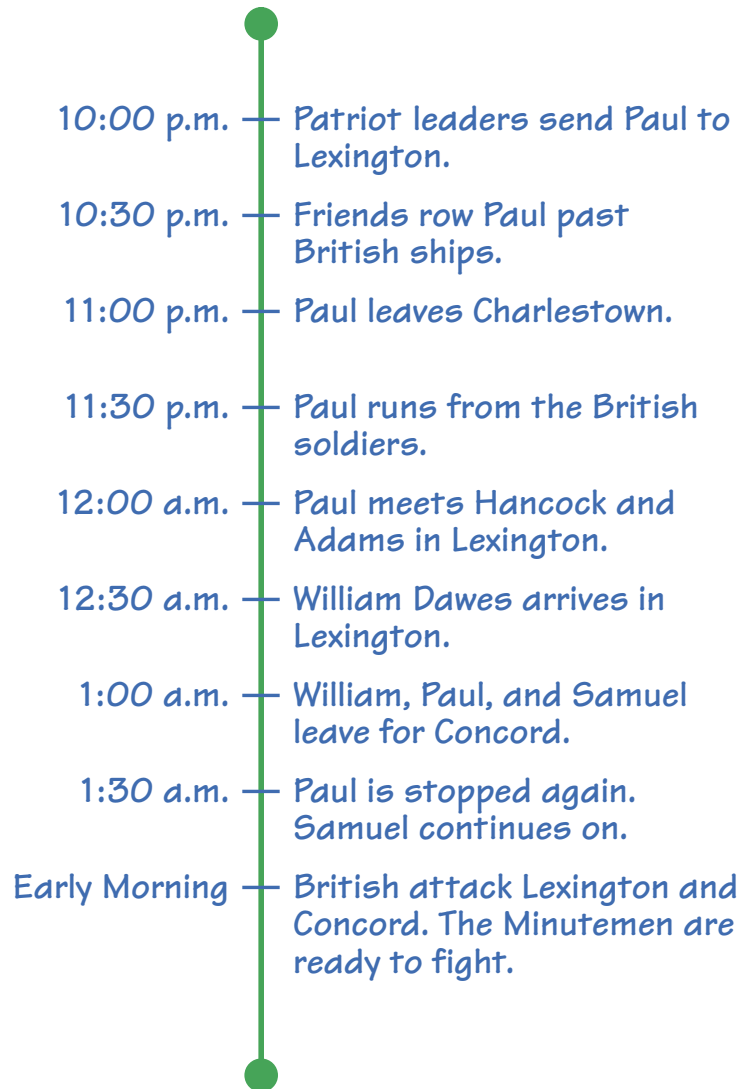 10:00 p.m. Patriot leaders send Paul to
Lexington.
10:30 p.m. Friends row Paul past
British ships.
11:00 p.m. Paul leaves Charlestown.
11:30 p.m. Paul runs from the British
soldiers.
12:00 a.m. Paul meets Hancock and
Adams in Lexington.
12:30 a.m. William Dawes arrives in
Lexington.
1:00 a.m. William, Paul, and Samuel
leave for Concord.
1:30 a.m. Paul is stopped again.
Samuel continues on.
Early Morning British attack Lexington and
Concord. The Minutemen are
ready to fight.